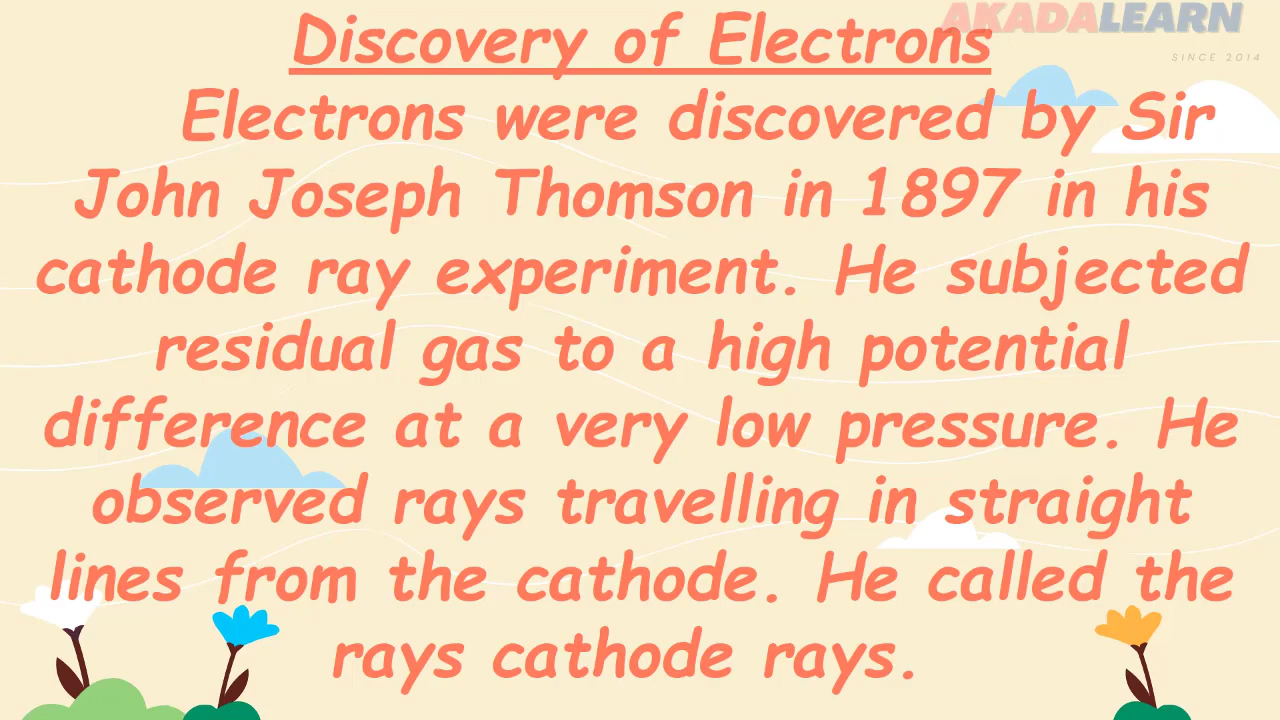 AKADALEARN
SINCE 2014
Discovery of Electrons
Electrons were discovered by Sir
John Joseph Thomson in 1897 in his
cathode ray experiment. He subjected
residual gas to a high potential
difference at a very low pressure. He
observed rays travelling in straight
lines from the cathode. He called the
rays cathode rays.